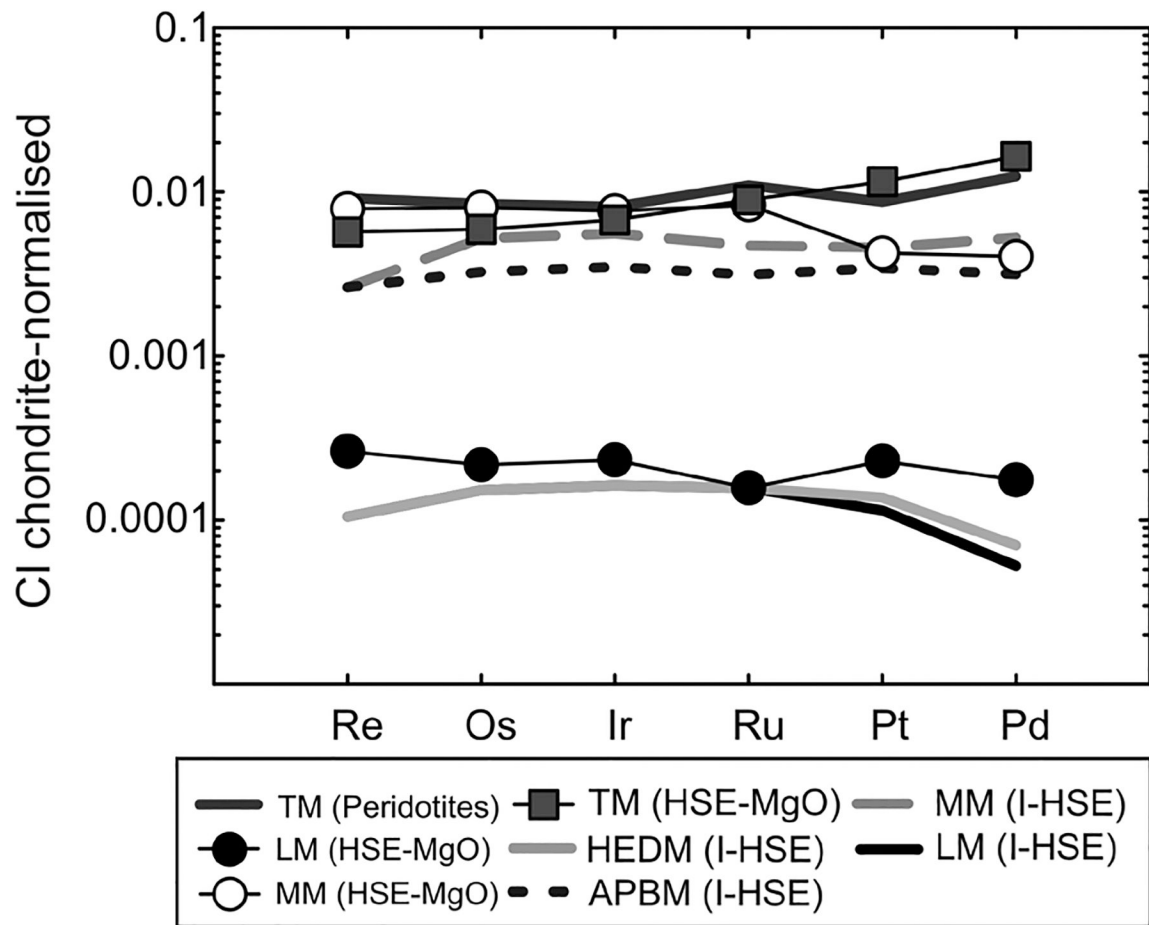 CI chondrite-normalised
0.1
0.01
0.001
0.0001
Re Os Ir Ru Pt Pd
TM (Peridotites) TM (HSE-MgO) MM (I-HSE)
LM (HSE-MgO) HEDM (I-HSE) LM (I-HSE)
MM (HSE-MgO) APBM (I-HSE)